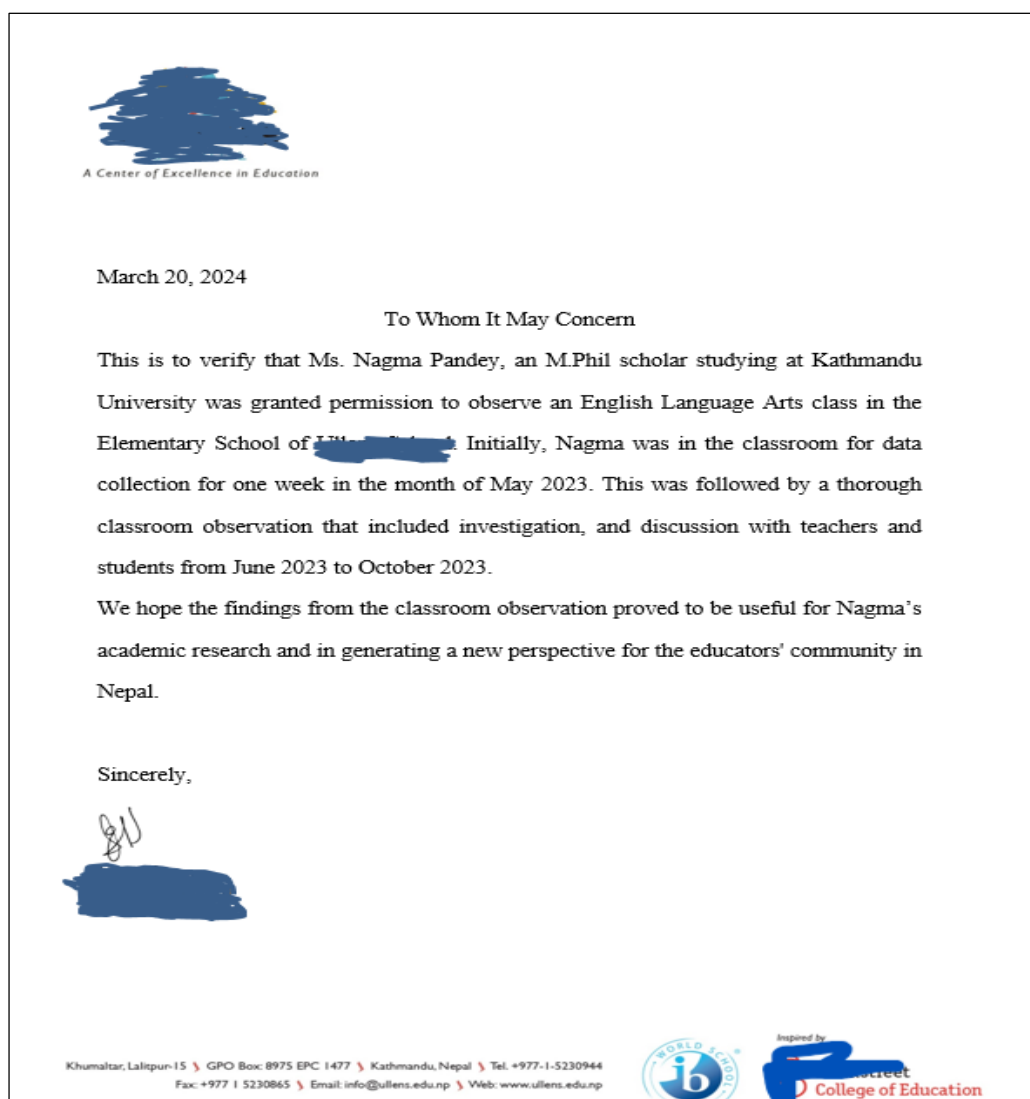 A Center of Excellence in Education
March 20, 2024
To Whom It May Concern
This is to verify that Ms. Nagma Pandey, an M.Phil scholar studying at Kathmandu
University was granted permission to observe an English Language Arts class in the
Elementary School of Initially, Nagma was in the classroom for data
collection for one week in the month of May 2023. This was followed by a thorough
classroom observation that included investigation, and discussion with teachers and
students from June 2023 to October 2023.
We hope the findings from the classroom observation proved to be useful for Nagma's
academic research and in generating a new perspective for the educators' community in
Nepal.
Sincerely,
Khumaltar, Lalitpur-15 ❩ GPO Box: 8975 EPC 1477 ❩ Kathmandu, Nepal ❩ Tel. +977-1-5230944
Fax: +977 1 5230865 ❩ Email: info@ullens.edu.np ❩ Web: www.ullens.edu.np
WORLD SCHOOL ®
ib
Inspired by
College of Education